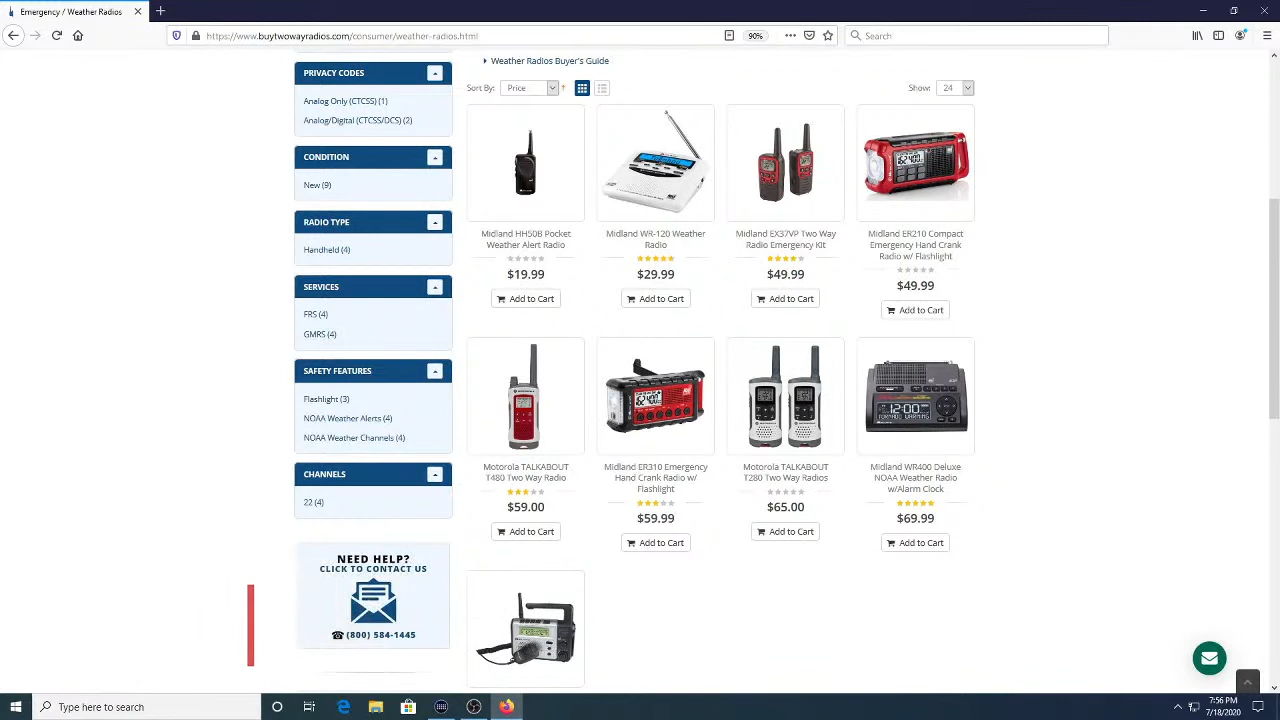 Emergency / Weather Radios
https://www.buytwowayradios.com/consumer/weather-radios.html
90%
Search
PRIVACY CODES
Analog Only (CTCSS) (1)
Analog/Digital (CTCSS/DCS) (2)
CONDITION
New (9)
RADIO TYPE
Handheld (4)
SERVICES
FRS (4)
GMRS (4)
SAFETY FEATURES
Flashlight (3)
NOAA Weather Alerts (4)
NOAA Weather Channels (4)
CHANNELS
22 (4)
NEED HELP?
CLICK TO CONTACT US
(800) 584-1445
Weather Radios Buyer's Guide
Sort By: Price
Show: 24
Midland HH50B Pocket
Weather Alert Radio
$19.99
Add to Cart
Midland WR-120 Weather
Radio
$29.99
Add to Cart
Midland EX37VP Two Way
Radio Emergency Kit
$49.99
Add to Cart
Midland ER210 Compact
Emergency Hand Crank
Radio w/ Flashlight
$49.99
Add to Cart
Motorola TALKABOUT
T480 Two Way Radio
$59.00
Add to Cart
Midland ER310 Emergency
Hand Crank Radio w/
Flashlight
$59.99
Add to Cart
Motorola TALKABOUT
T280 Two Way Radios
$65.00
Add to Cart
12:00
TORNADO WARNING
Midland WR400 Deluxe
NOAA Weather Radio
w/Alarm Clock
$69.99
Add to Cart
Type here to search
7:56 PM
7/18/2020